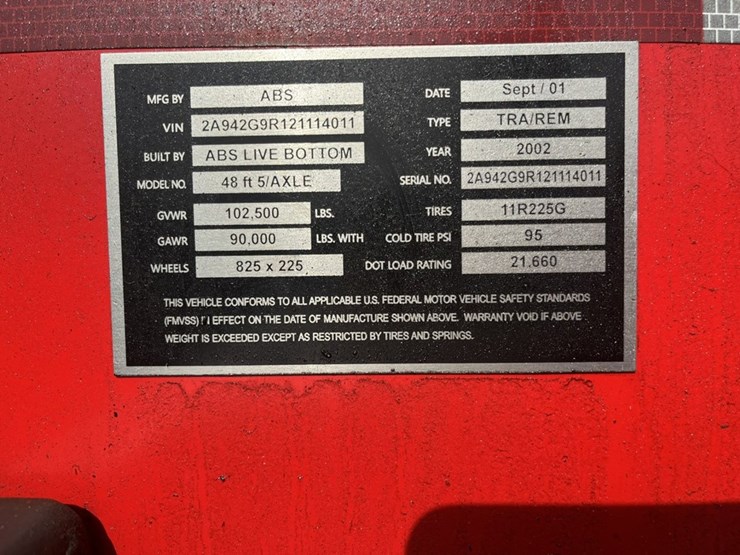 MFG BY ABS DATE Sept / 01
VIN 2A942G9R121114011 TYPE TRA/REM
BUILT BY ABS LIVE BOTTOM YEAR 2002
MODEL NO. 48 ft 5/AXLE SERIAL NO. 2A942G9R121114011
GVWR 102,500 LBS. TIRES 11R225G
GAWR 90,000 LBS. WITH COLD TIRE PSI 95
WHEELS 825 x 225 DOT LOAD RATING 21.660
THIS VEHICLE CONFORMS TO ALL APPLICABLE U.S. FEDERAL MOTOR VEHICLE SAFETY STANDARDS
(FMVSS) EFFECT ON THE DATE OF MANUFACTURE SHOWN ABOVE. WARRANTY VOID IF ABOVE
WEIGHT IS EXCEEDED EXCEPT AS RESTRICTED BY TIRES AND SPRINGS.